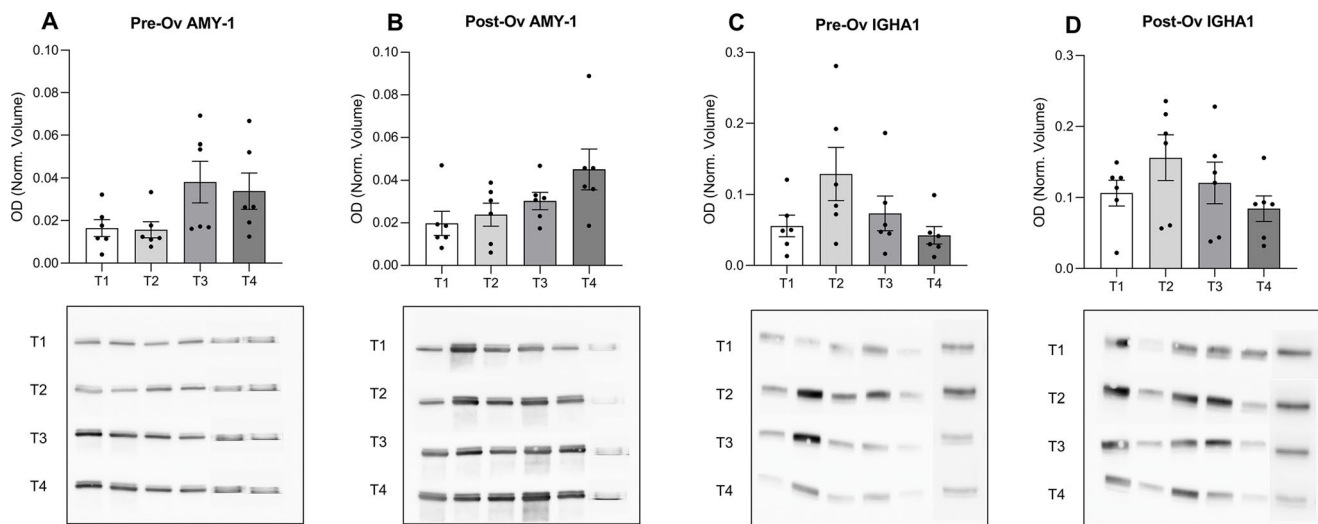 A
Pre-Ov AMY-1
OD (Norm. Volume)
0.10
0.08
0.06
0.04
0.02
0.00
T1 T2 T3 T4
T1
T2
T3
T4
B
Post-Ov AMY-1
OD (Norm. Volume)
0.10
0.08
0.06
0.04
0.02
0.00
T1 T2 T3 T4
T1
T2
T3
T4
C
Pre-Ov IGHA1
OD (Norm. Volume)
0.3
0.2
0.1
0.0
T1 T2 T3 T4
T1
T2
T3
T4
D
Post-Ov IGHA1
OD (Norm. Volume)
0.3
0.2
0.1
0.0
T1 T2 T3 T4
T1
T2
T3
T4